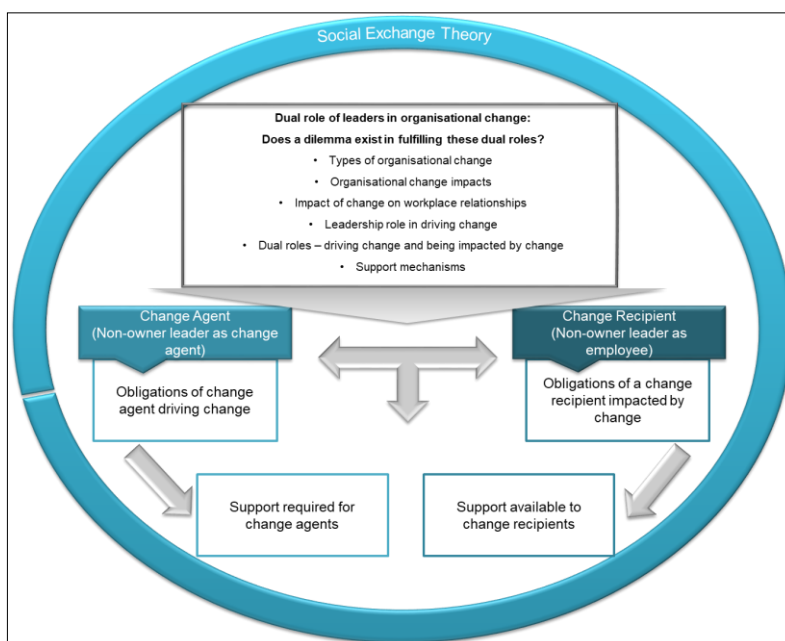 Social Exchange Theory
Dual role of leaders in organisational change:
Does a dilemma exist in fulfilling these dual roles?
• Types of organisational change
• Organisational change impacts
• Impact of change on workplace relationships
• Leadership role in driving change
• Dual roles – driving change and being impacted by change
• Support mechanisms
Change Agent
(Non-owner leader as change
agent)
Obligations of change
agent driving change
Change Recipient
(Non-owner leader as
employee)
Obligations of a change
recipient impacted by
change
Support required for
change agents
Support available to
change recipients